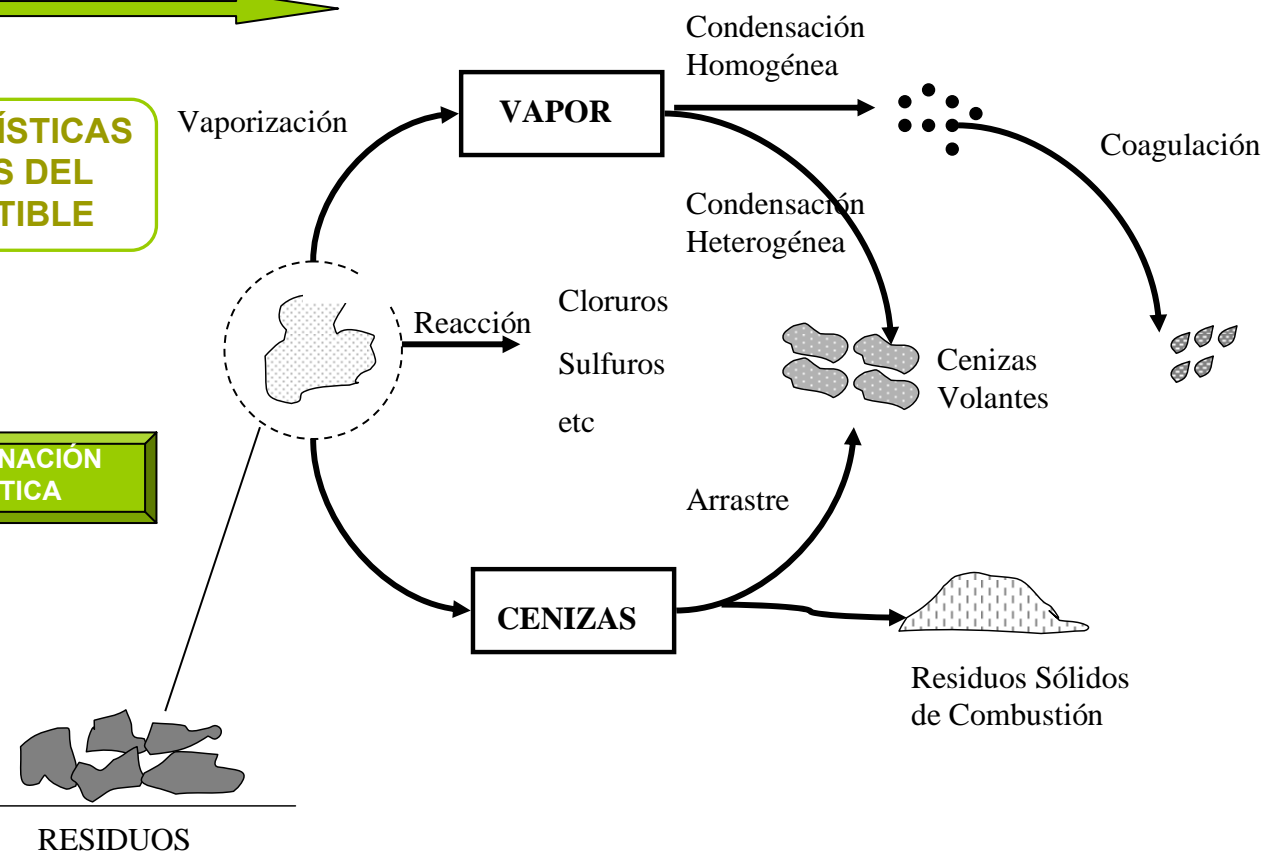 Condensación
Homogénea
VAPOR
Vaporización
ÍSTICAS
S DEL
TIBLE
Coagulación
Condensación
Heterogénea
Cloruros
Reacción
Sulfuros
etc
Cenizas
Volantes
NACIÓN
TICA
Arrastre
CENIZAS
Residuos Sólidos
de Combustión
RESIDUOS